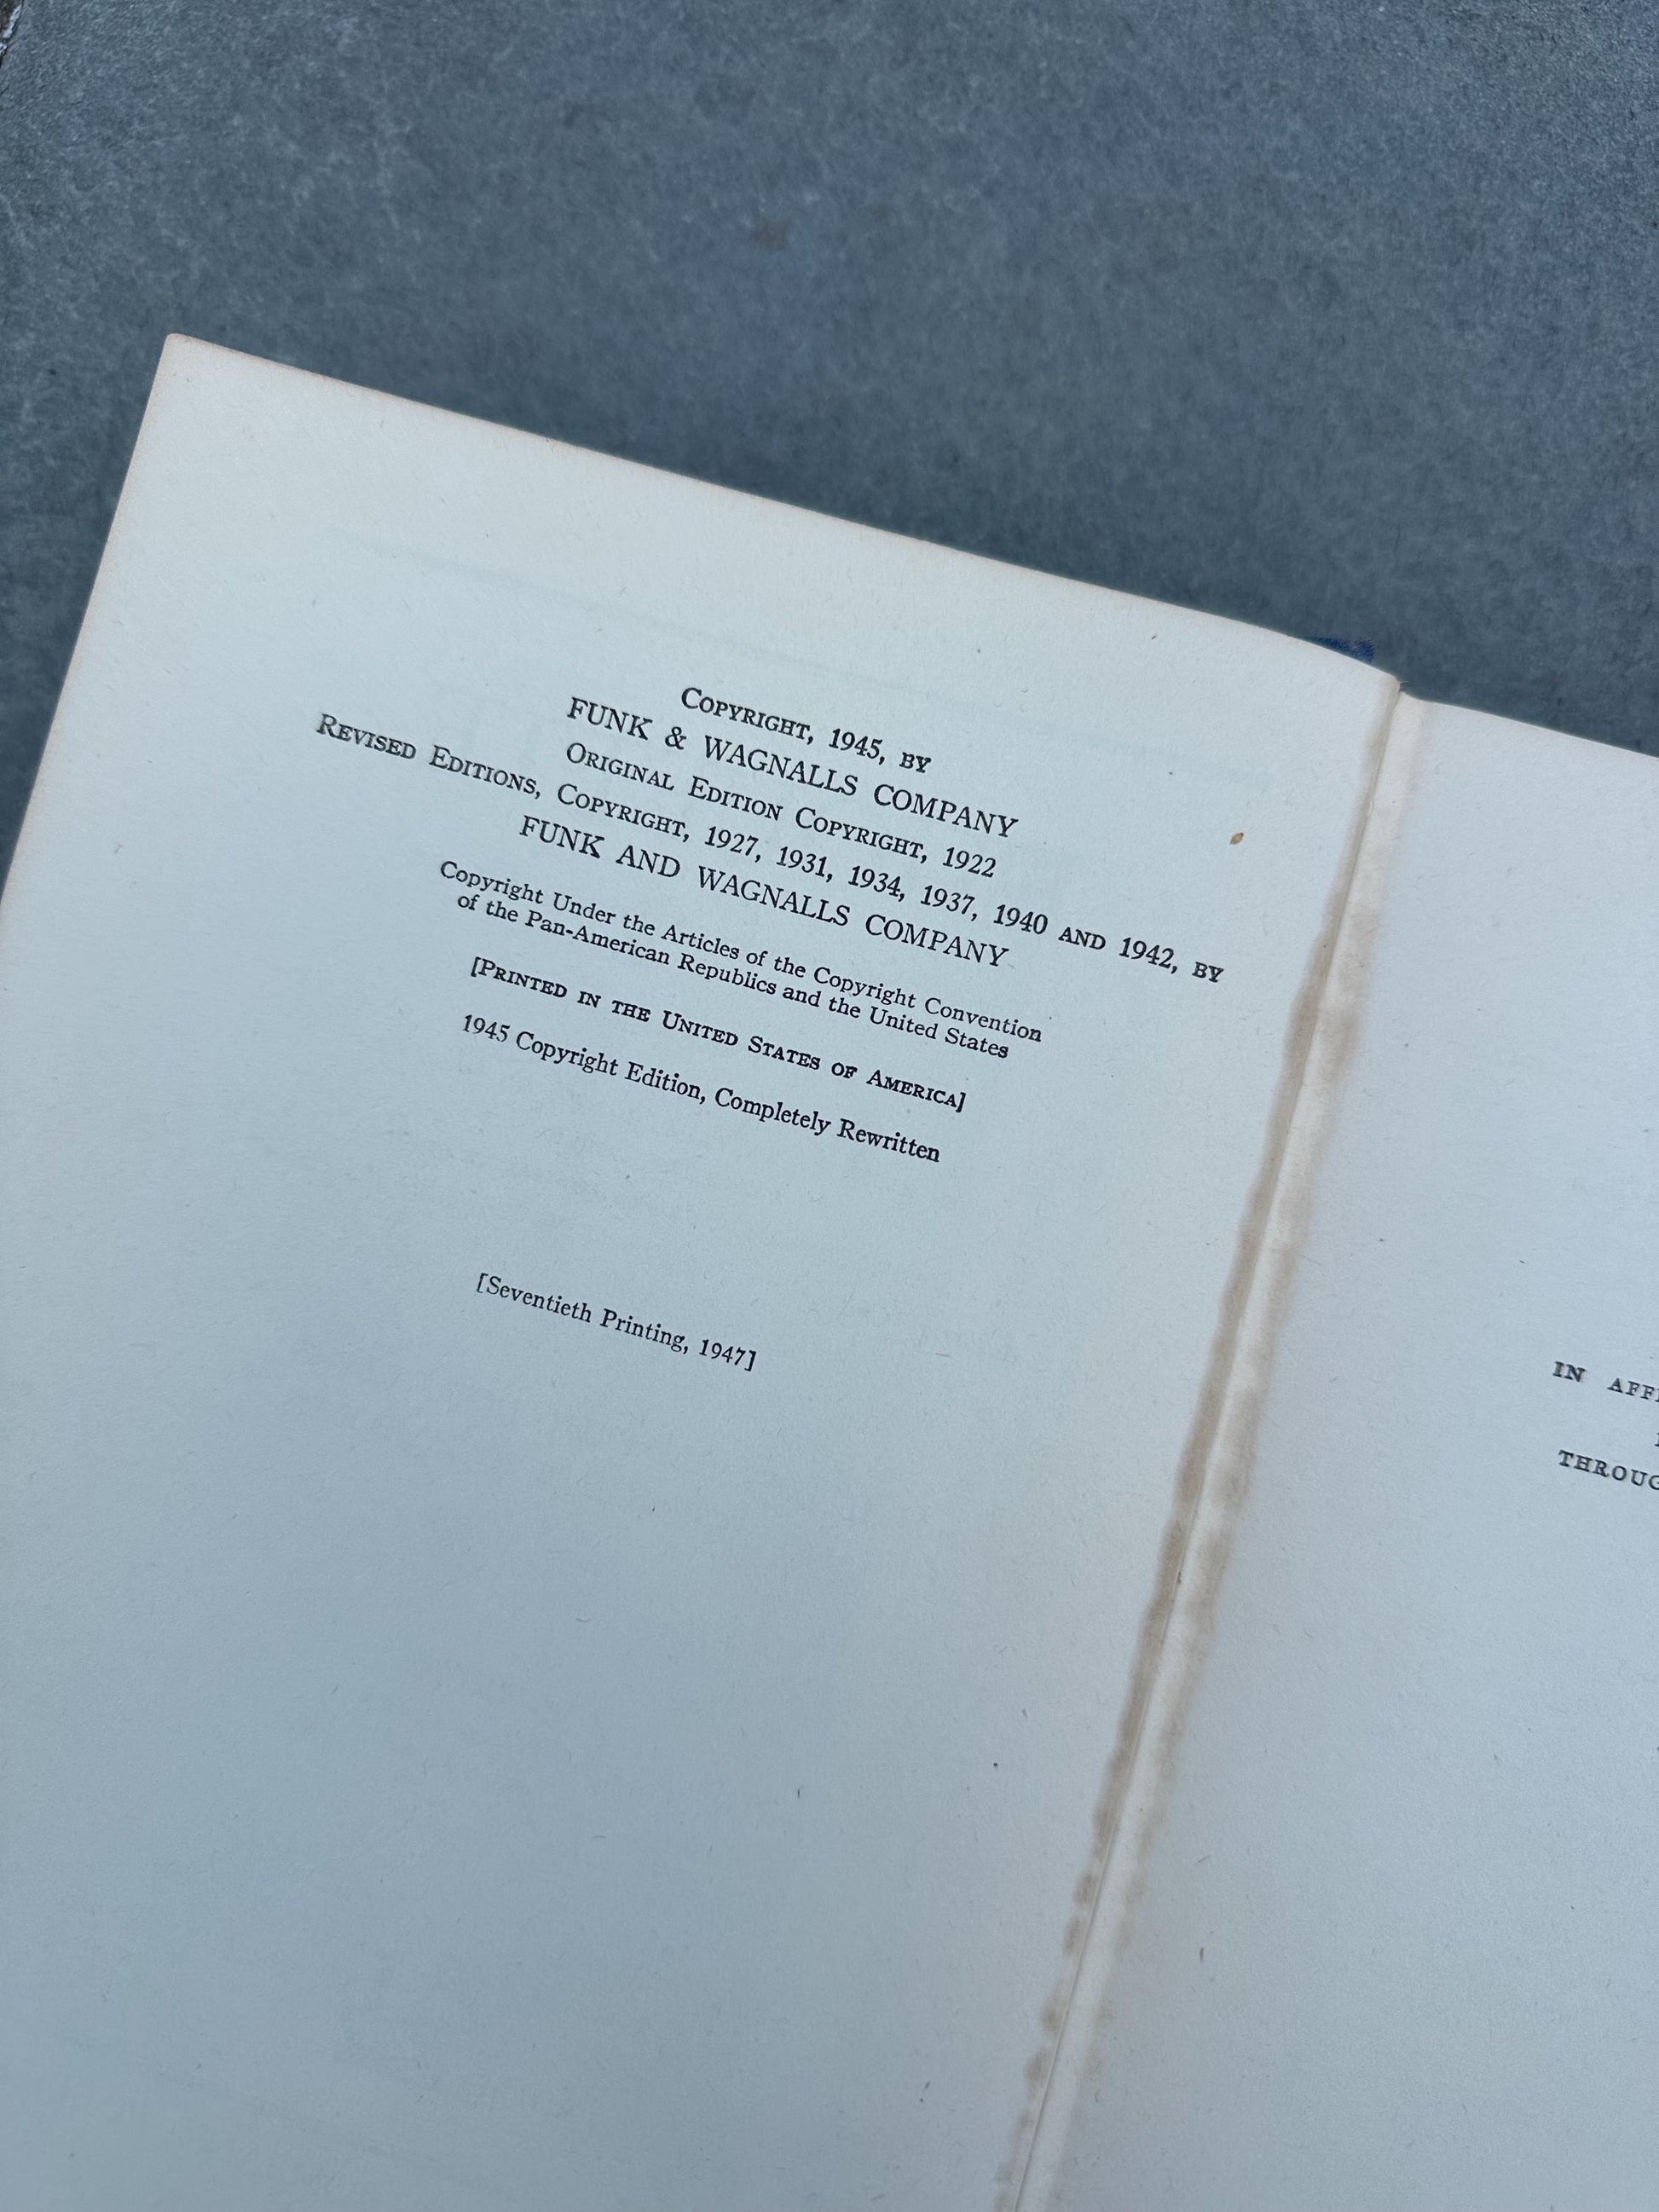 COPYRIGHT, 1945, BY
FUNK & WAGNALLS COMPANY
ORIGINAL EDITION COPYRIGHT, 1922
REVISED EDITIONS, COPYRIGHT, 1927, 1931, 1934, 1937, 1940 AND 1942, BY
FUNK AND WAGNALLS COMPANY
Copyright Under the Articles of the Copyright Convention
of the Pan-American Republics and the United States
[PRINTED IN THE UNITED STATES OF AMERICA]
1945 Copyright Edition, Completely Rewritten
[Seventieth Printing, 1947]
IN